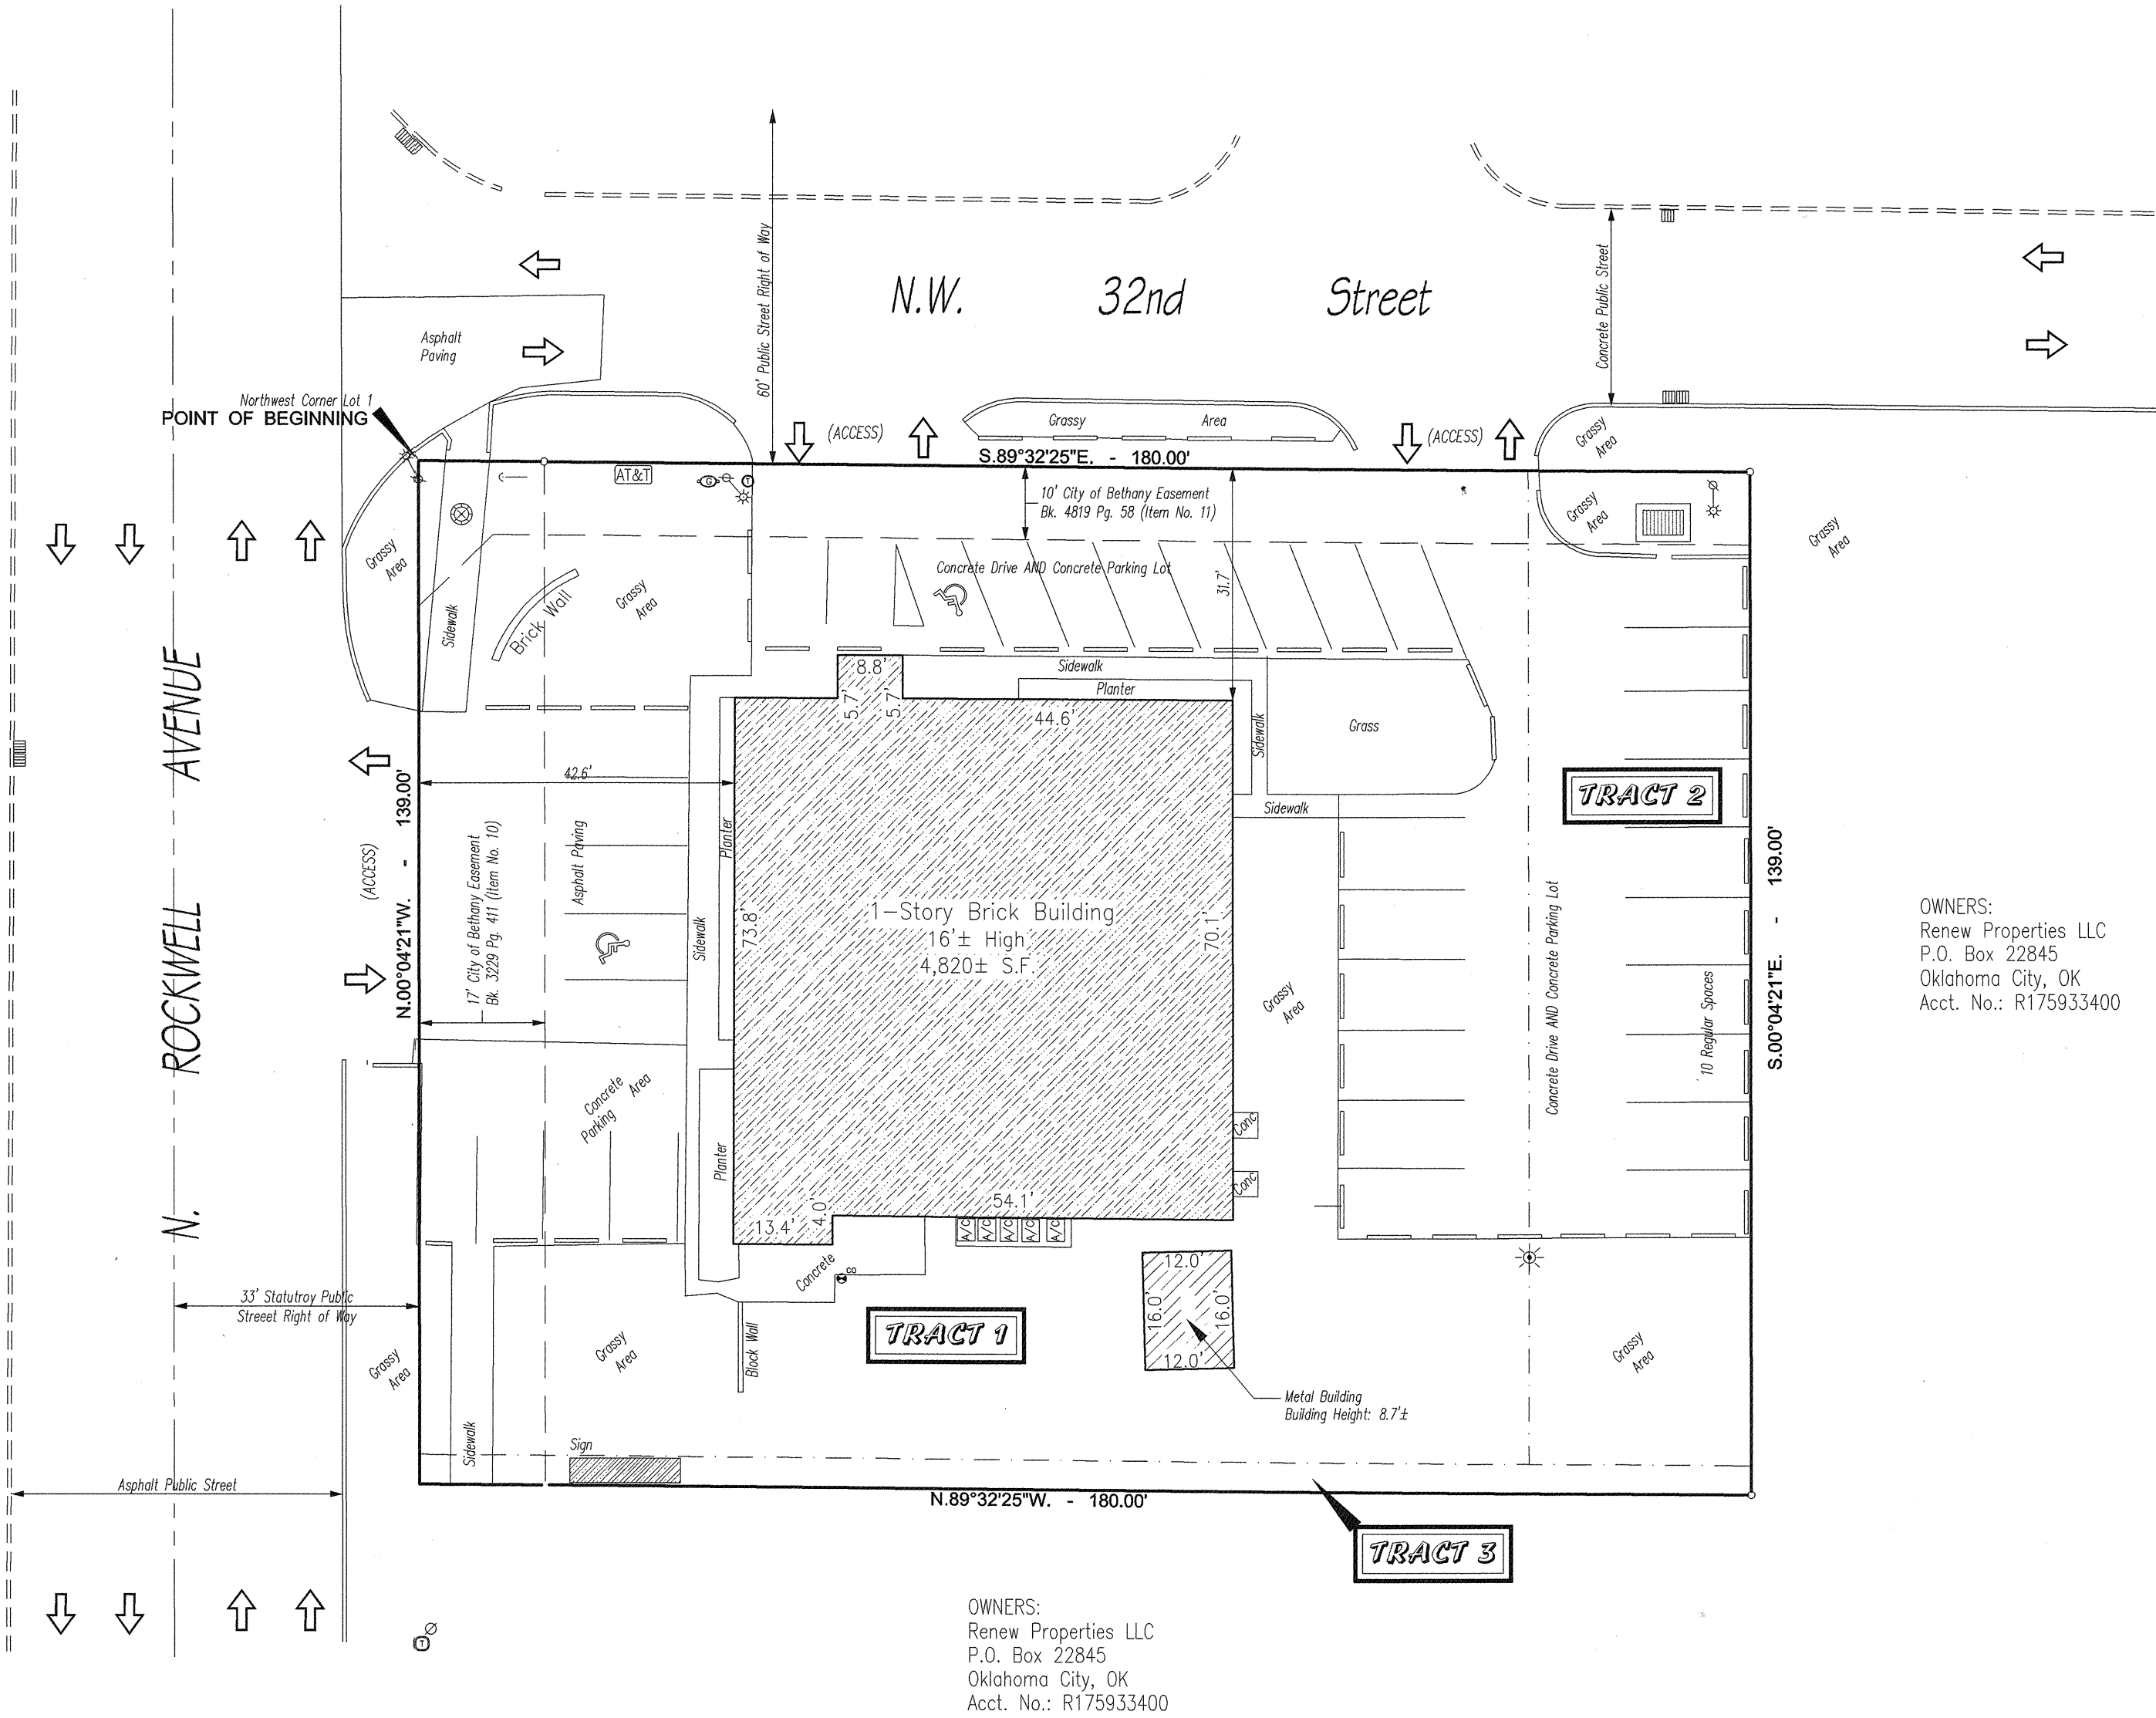 N.W. 32nd Street
60' Public Street Right of Way
Concrete Public Street
Asphalt
Paving
Northwest Corner Lot 1
POINT OF BEGINNING
(ACCESS)
Grassy Area
(ACCESS)
Grassy
Area
S.89°32'25"E. - 180.00'
AT&T
G
T
10' City of Bethany Easement
Bk. 4819 Pg. 58 (Item No. 11)
Grassy
Area
Grassy
Area
Grassy
Area
Sidewalk
Brick Wall
Grassy
Area
Concrete Drive AND Concrete Parking Lot
31.7'
8.8'
5.7'
5.7'
Sidewalk
Planter
44.6'
Sidewalk
Grass
42.6'
Sidewalk
TRACT 2
N. ROCKWELL AVENUE
(ACCESS)
N.00°04'21"W. - 139.00'
17' City of Bethany Easement
Bk. 3229 Pg. 411 (Item No. 10)
Asphalt Paving
Sidewalk
Planter
73.8'
1-Story Brick Building
16'± High
4,820± S.F.
70.1'
Grassy
Area
Concrete Drive AND Concrete Parking Lot
10 Regular Spaces
S.00°04'21"E. - 139.00'
OWNERS:
Renew Properties LLC
P.O. Box 22845
Oklahoma City, OK
Acct. No.: R175933400
Concrete
Parking Area
Planter
Conc
Conc
13.4'
4.0'
54.1'
A/C
A/C
A/C
A/C
A/C
Concrete
CO
12.0'
16.0'
16.0'
12.0'
33' Statutroy Public
Streeet Right of Way
Grassy
Area
Grassy
Area
Block Wall
TRACT 1
Metal Building
Building Height: 8.7'±
Grassy
Area
Sidewalk
Sign
Asphalt Public Street
N.89°32'25"W. - 180.00'
TRACT 3
T
OWNERS:
Renew Properties LLC
P.O. Box 22845
Oklahoma City, OK
Acct. No.: R175933400